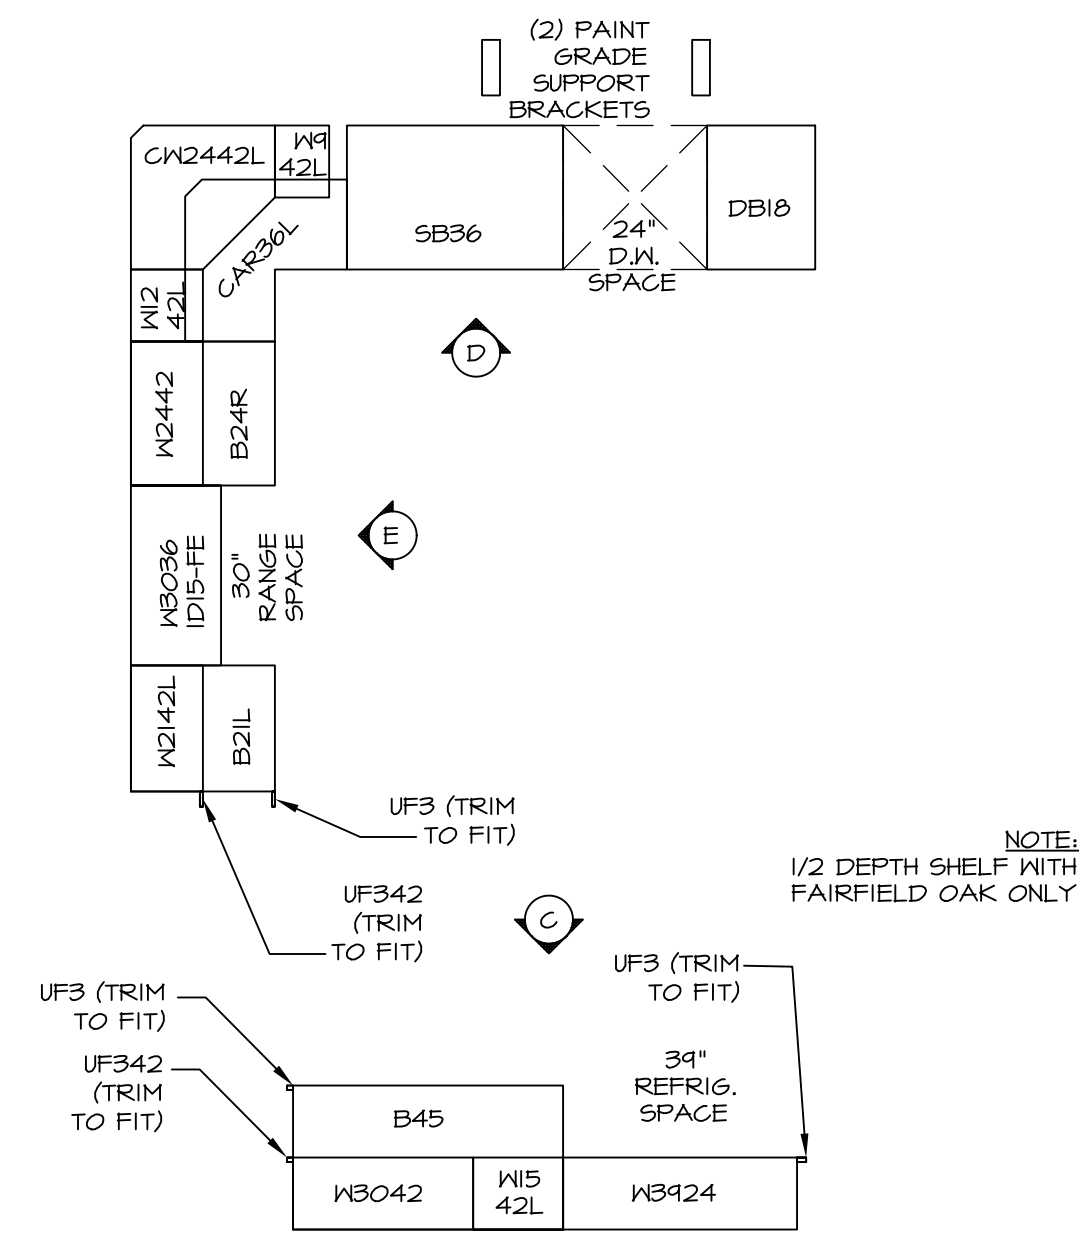 (2) PAINT
GRADE
SUPPORT
BRACKETS
CW2442L
W9
42L
SB36
24"
D.W.
SPACE
DB18
CAR36L
W12
42L
D
W2442
B24R
E
W3036
1D15-FE
30"
RANGE
SPACE
W2142L
B21L
UF3 (TRIM
TO FIT)
NOTE:
1/2 DEPTH SHELF WITH
FAIRFIELD OAK ONLY
UF342
(TRIM
TO FIT)
C
UF3 (TRIM
TO FIT)
UF3 (TRIM
TO FIT)
UF342
(TRIM
TO FIT)
39"
REFRIG.
SPACE
B45
W3042
W15
42L
W3924